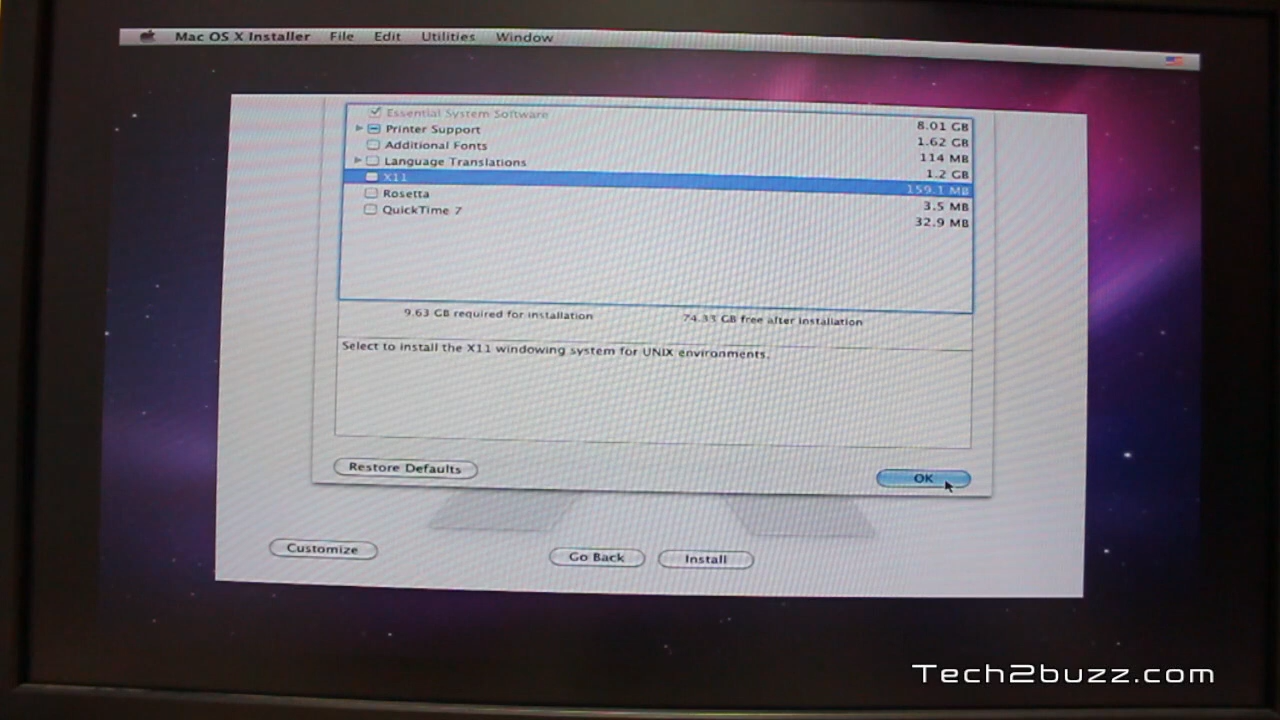 Mac OS X Installer File Edit Utilities Window
Essential System Software 8.01 GB
Printer Support 1.62 GB
Additional Fonts 114 MB
Language Translations 1.2 GB
X11 159.1 MB
Rosetta 3.5 MB
QuickTime 7 32.9 MB
9.63 GB required for installation 74.33 GB free after installation
Select to install the X11 windowing system for UNIX environments.
Restore Defaults OK
Customize Go Back Install
Tech2buzz.com